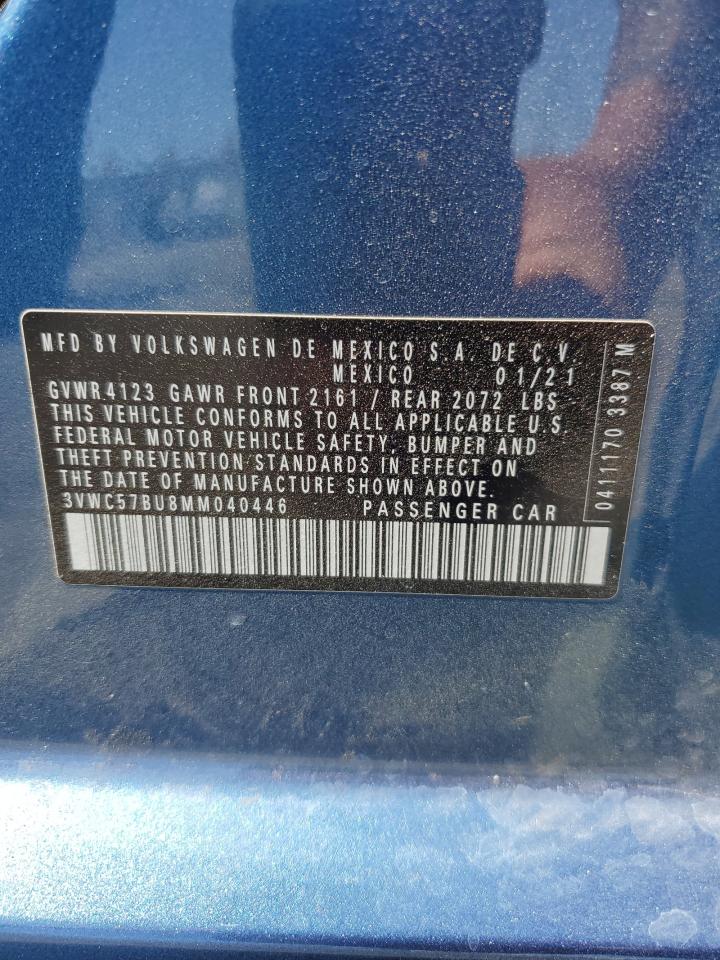 MFD BY VOLKSWAGEN DE MEXICO S.A. DE C.V.
MEXICO 01/21
GVWR 4123 GAWR FRONT 2161 / REAR 2072 LBS
THIS VEHICLE CONFORMS TO ALL APPLICABLE U.S.
FEDERAL MOTOR VEHICLE SAFETY, BUMPER AND
THEFT PREVENTION STANDARDS IN EFFECT ON
THE DATE OF MANUFACTURE SHOWN ABOVE.
3VWC57BU8MM040446 PASSENGER CAR
0411170 3387 M